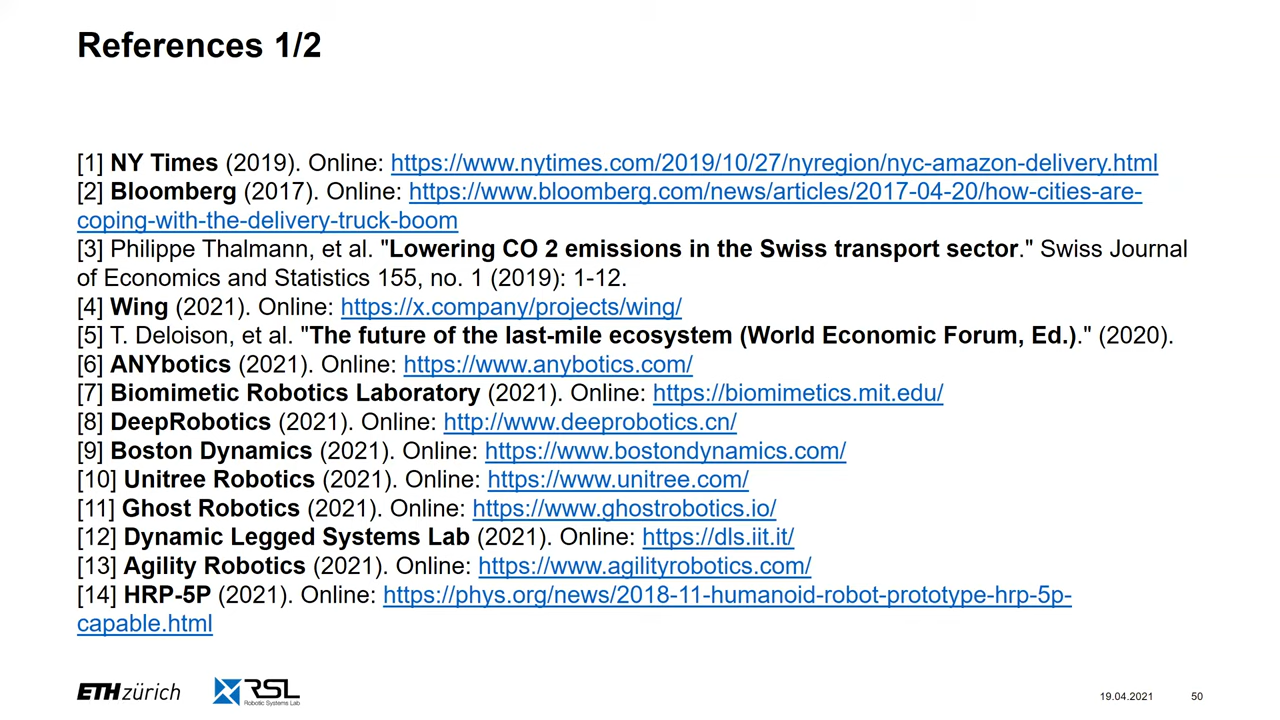 References 1/2
[1] NY Times (2019). Online: https://www.nytimes.com/2019/10/27/nyregion/nyc-amazon-delivery.html
[2] Bloomberg (2017). Online: https://www.bloomberg.com/news/articles/2017-04-20/how-cities-are-
coping-with-the-delivery-truck-boom
[3] Philippe Thalmann, et al. "Lowering CO 2 emissions in the Swiss transport sector." Swiss Journal
of Economics and Statistics 155, no. 1 (2019): 1-12.
[4] Wing (2021). Online: https://x.company/projects/wing/
[5] T. Deloison, et al. "The future of the last-mile ecosystem (World Economic Forum, Ed.)." (2020).
[6] ANYbotics (2021). Online: https://www.anybotics.com/
[7] Biomimetic Robotics Laboratory (2021). Online: https://biomimetics.mit.edu/
[8] DeepRobotics (2021). Online: http://www.deeprobotics.cn/
[9] Boston Dynamics (2021). Online: https://www.bostondynamics.com/
[10] Unitree Robotics (2021). Online: https://www.unitree.com/
[11] Ghost Robotics (2021). Online: https://www.ghostrobotics.io/
[12] Dynamic Legged Systems Lab (2021). Online: https://dls.iit.it/
[13] Agility Robotics (2021). Online: https://www.agilityrobotics.com/
[14] HRP-5P (2021). Online: https://phys.org/news/2018-11-humanoid-robot-prototype-hrp-5p-
capable.html
ETH zürich
RSL
Robotic Systems Lab
19.04.2021
50